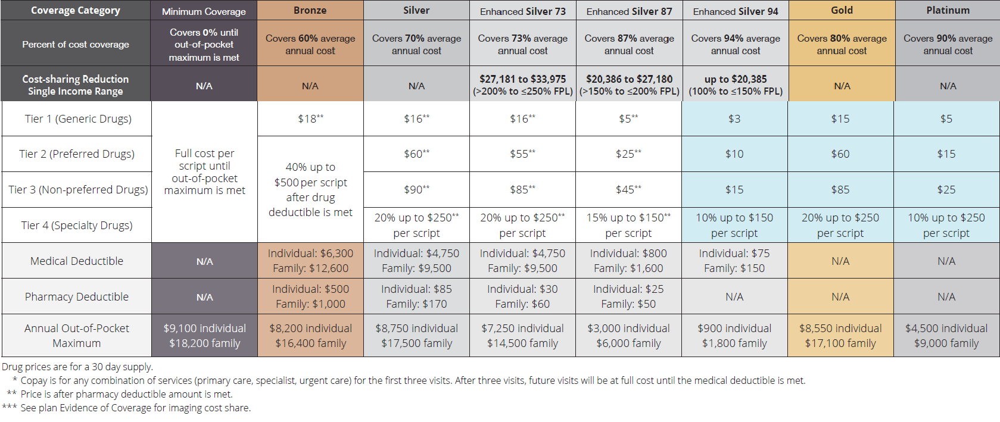 Coverage Category Minimum Coverage Bronze Silver Enhanced Silver 73 Enhanced Silver 87 Enhanced Silver 94 Gold Platinum
Percent of cost coverage
Covers 0% until
out-of-pocket
maximum is met
Covers 60% average
annual cost
Covers 70% average
annual cost
Covers 73% average
annual cost
Covers 87% average
annual cost
Covers 94% average
annual cost
Covers 80% average
annual cost
Covers 90% average
annual cost
Cost-sharing Reduction
Single Income Range
N/A
N/A
N/A
$27,181 to $33,975
(>200% to ≤250% FPL)
$20,386 to $27,180
(>150% to ≤200% FPL)
up to $20,385
(100% to ≤150% FPL)
N/A
N/A
Tier 1 (Generic Drugs)
Full cost per
script until
out-of-pocket
maximum is met
$18**
$16**
$16**
$5**
$3
$15
$5
Tier 2 (Preferred Drugs)
40% up to
$500 per script
after drug
deductible is met
$60**
$55**
$25**
$10
$60
$15
Tier 3 (Non-preferred Drugs)
$90**
$85**
$45**
$15
$85
$25
Tier 4 (Specialty Drugs)
20% up to $250**
per script
20% up to $250**
per script
15% up to $150**
per script
10% up to $150
per script
20% up to $250
per script
10% up to $250
per script
Medical Deductible
N/A
Individual: $6,300
Family: $12,600
Individual: $4,750
Family: $9,500
Individual: $4,750
Family: $9,500
Individual: $800
Family: $1,600
Individual: $75
Family: $150
N/A
N/A
Pharmacy Deductible
N/A
Individual: $500
Family: $1,000
Individual: $85
Family: $170
Individual: $30
Family: $60
Individual: $25
Family: $50
N/A
N/A
N/A
Annual Out-of-Pocket
Maximum
$9,100 individual
$18,200 family
$8,200 individual
$16,400 family
$8,750 individual
$17,500 family
$7,250 individual
$14,500 family
$3,000 individual
$6,000 family
$900 individual
$1,800 family
$8,550 individual
$17,100 family
$4,500 individual
$9,000 family
Drug prices are for a 30 day supply.
* Copay is for any combination of services (primary care, specialist, urgent care) for the first three visits. After three visits, future visits will be at full cost until the medical deductible is met.
** Price is after pharmacy deductible amount is met.
*** See plan Evidence of Coverage for imaging cost share.